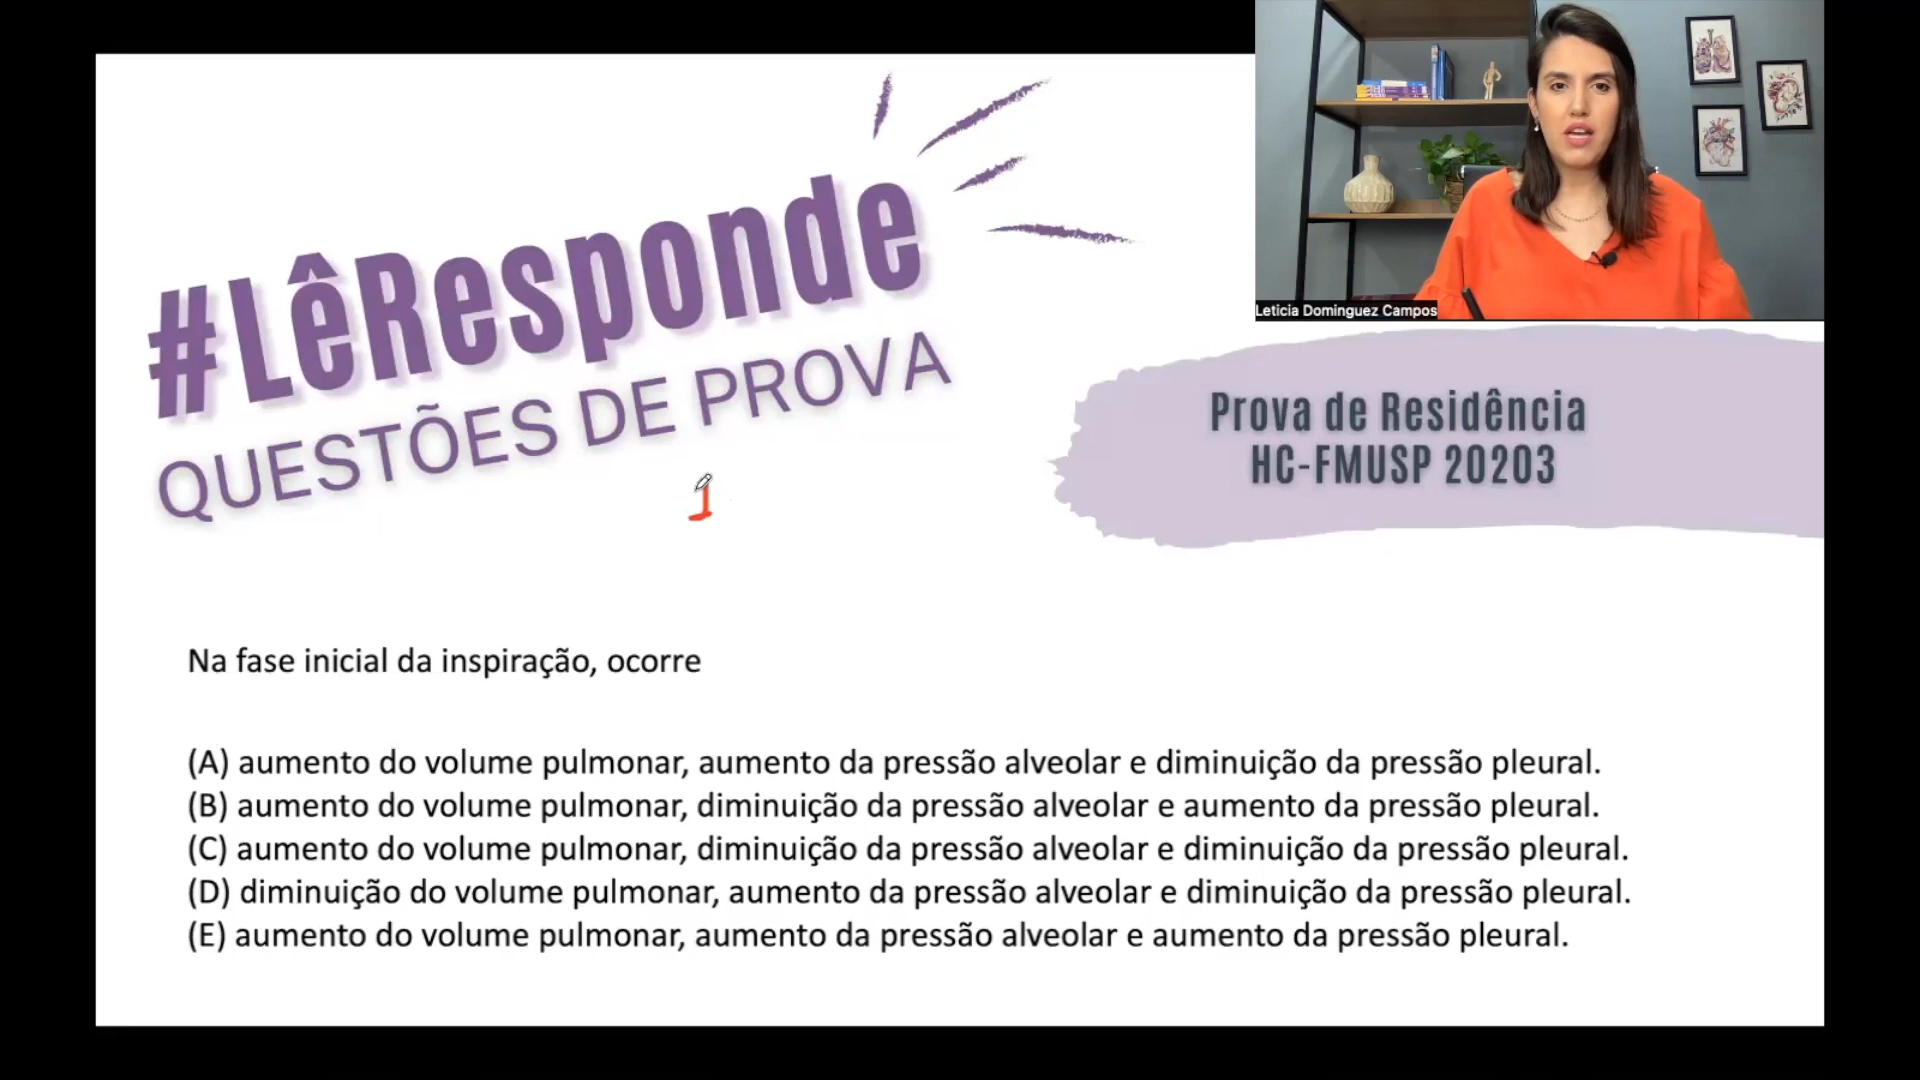 #LêResponde
QUESTÕES DE PROVA
Leticia Dominguez Campos
Prova de Residência
HC-FMUSP 20203
Na fase inicial da inspiração, ocorre
(A) aumento do volume pulmonar, aumento da pressão alveolar e diminuição da pressão pleural.
(B) aumento do volume pulmonar, diminuição da pressão alveolar e aumento da pressão pleural.
(C) aumento do volume pulmonar, diminuição da pressão alveolar e diminuição da pressão pleural.
(D) diminuição do volume pulmonar, aumento da pressão alveolar e diminuição da pressão pleural.
(E) aumento do volume pulmonar, aumento da pressão alveolar e aumento da pressão pleural.